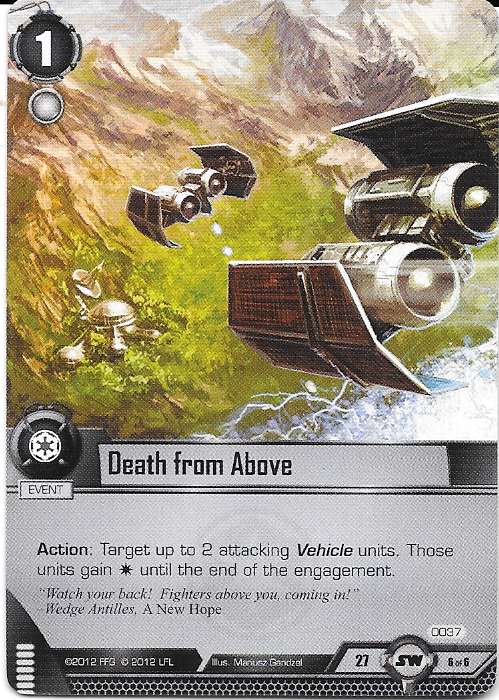 1
Death from Above
EVENT
Action: Target up to 2 attacking Vehicle units. Those
units gain ✷ until the end of the engagement.
“Watch your back! Fighters above you, coming in!”
–Wedge Antilles, A New Hope
0037
©2012 FFG © 2012 LFL
Illus. Mariusz Gandzel
27
SW
6 of 6